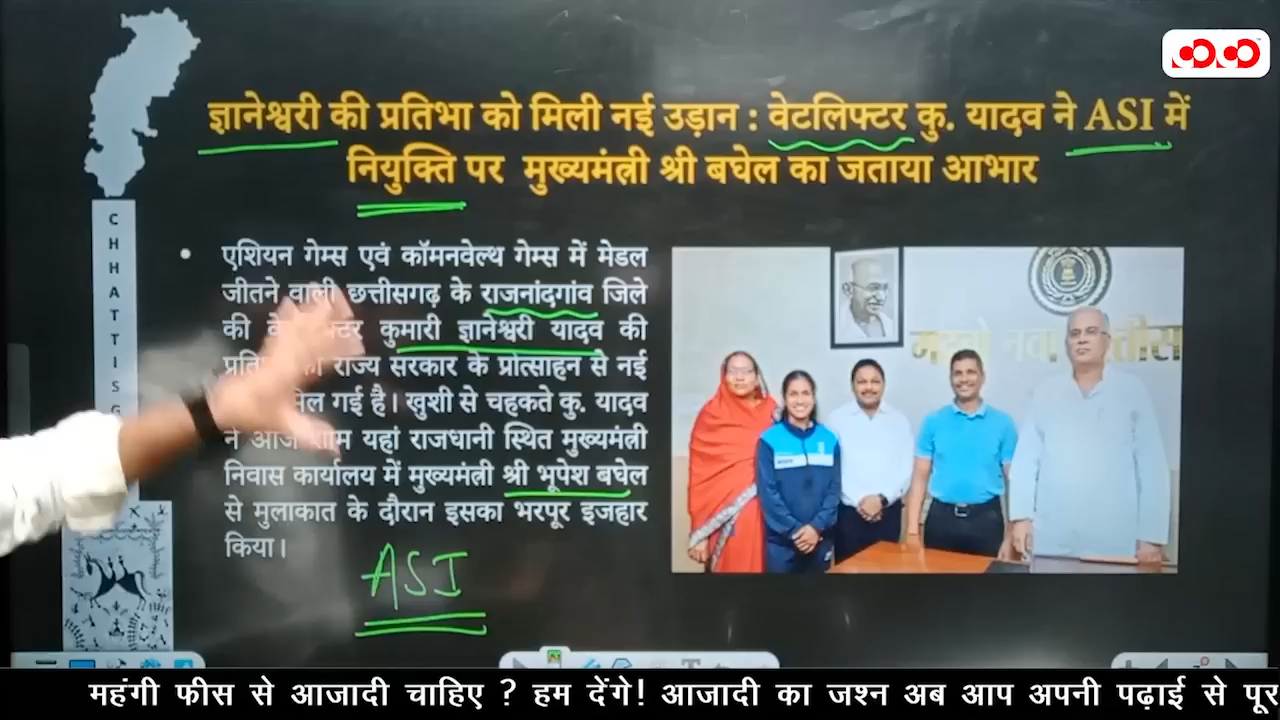 ज्ञानेश्वरी की प्रतिभा को मिली नई उड़ान : वेटलिफ्टर कु. यादव ने ASI में
नियुक्ति पर मुख्यमंत्री श्री बघेल का जताया आभार
CHHATTISG
• एशियन गेम्स एवं कॉमनवेल्थ गेम्स में मेडल
जीतने वाली छत्तीसगढ़ के राजनांदगांव जिले
की कुमारी ज्ञानेश्वरी यादव की
राज्य सरकार के प्रोत्साहन से नई
गई है। खुशी से चहकते कु. यादव
ने आज शाम यहां राजधानी स्थित मुख्यमंत्री
निवास कार्यालय में मुख्यमंत्री श्री भूपेश बघेल
से मुलाकात के दौरान इसका भरपूर इजहार
किया।
ASI
महंगी फीस से आजादी चाहिए ? हम देंगे! आजादी का जश्न अब आप अपनी पढ़ाई से पूर